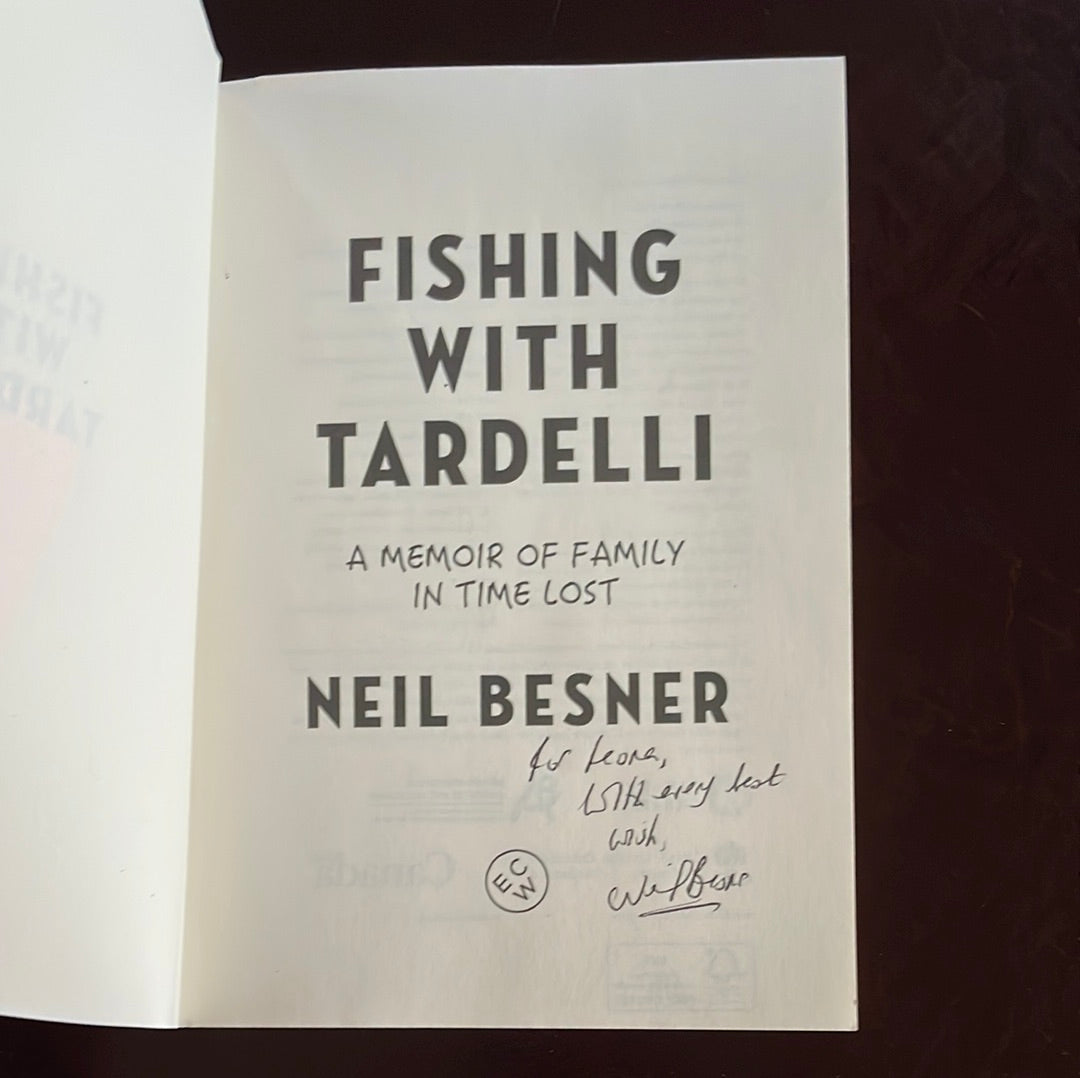 FISHING
WITH
TARDELLI
A MEMOIR OF FAMILY
IN TIME LOST
NEIL BESNER
for Leona,
with every best
wish,
Neil Besner
ECW
Canada